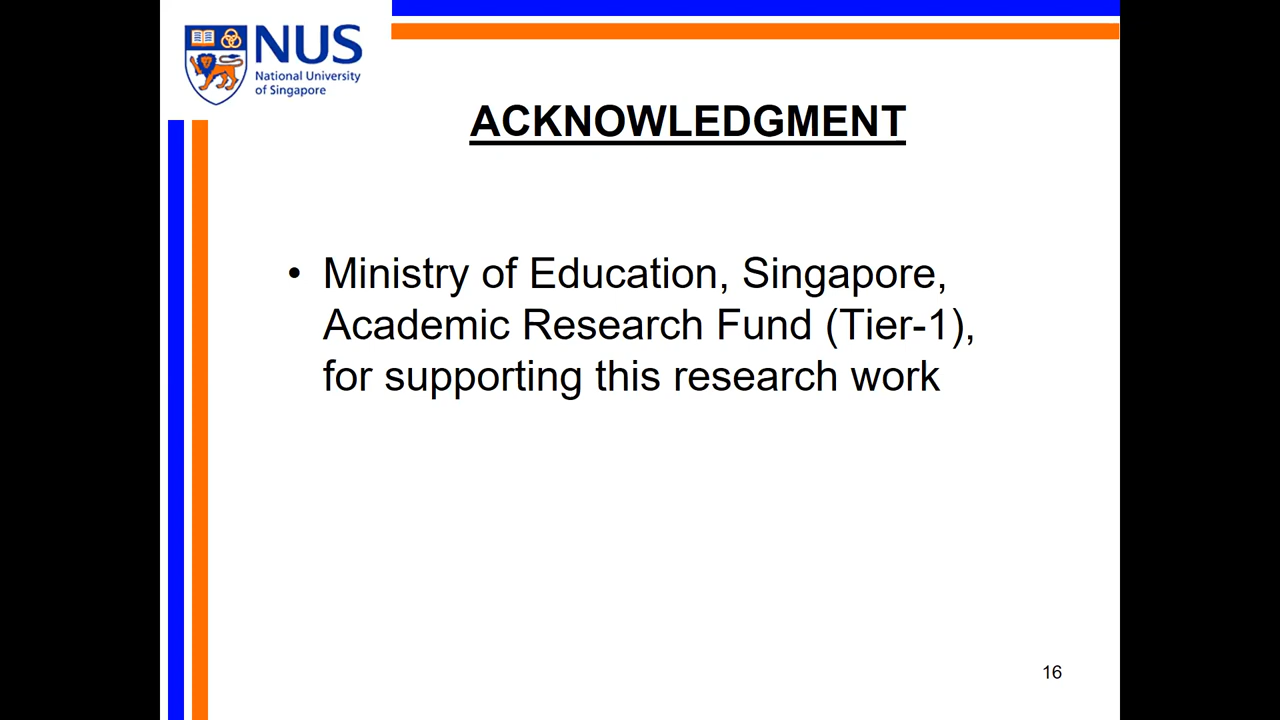 NUS
National University
of Singapore
ACKNOWLEDGMENT
• Ministry of Education, Singapore,
Academic Research Fund (Tier-1),
for supporting this research work
16